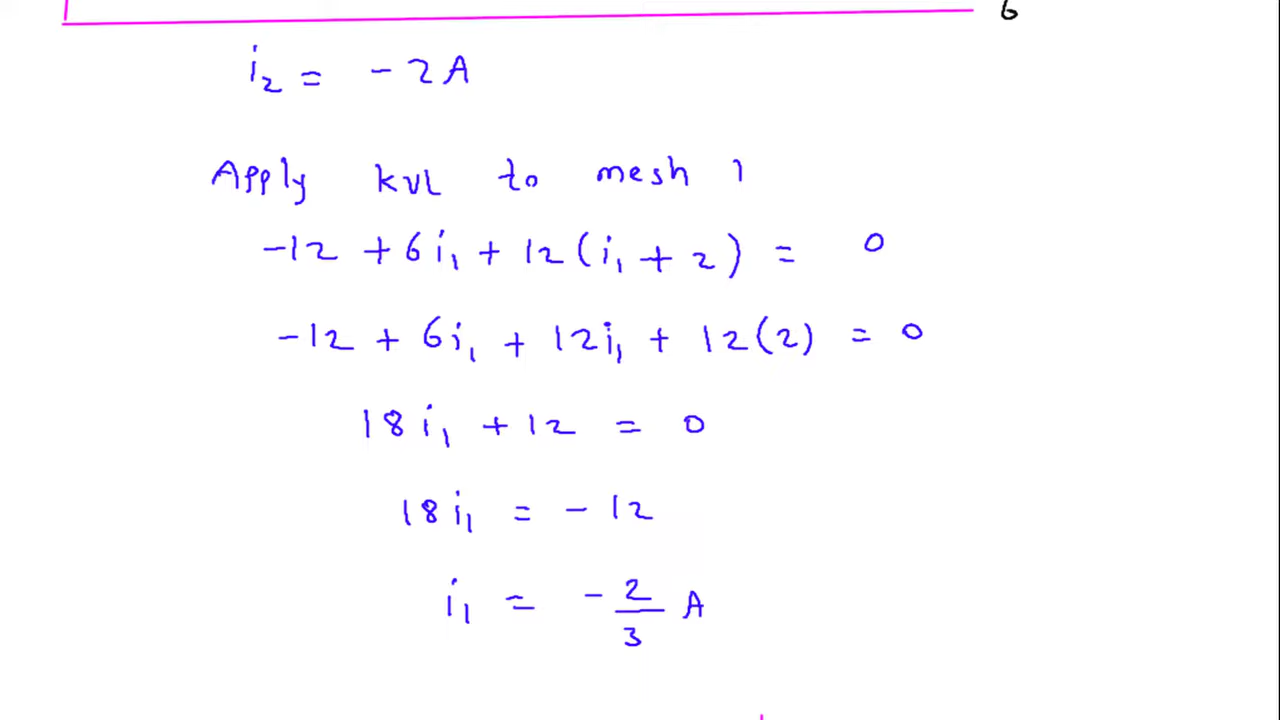 6
i₂ = - 2 A
Apply kVL to mesh 1
-12 + 6i₁ + 12(i₁ + 2) = 0
-12 + 6i₁ + 12i₁ + 12(2) = 0
18i₁ + 12 = 0
18i₁ = - 12
i₁ = - 2/3 A